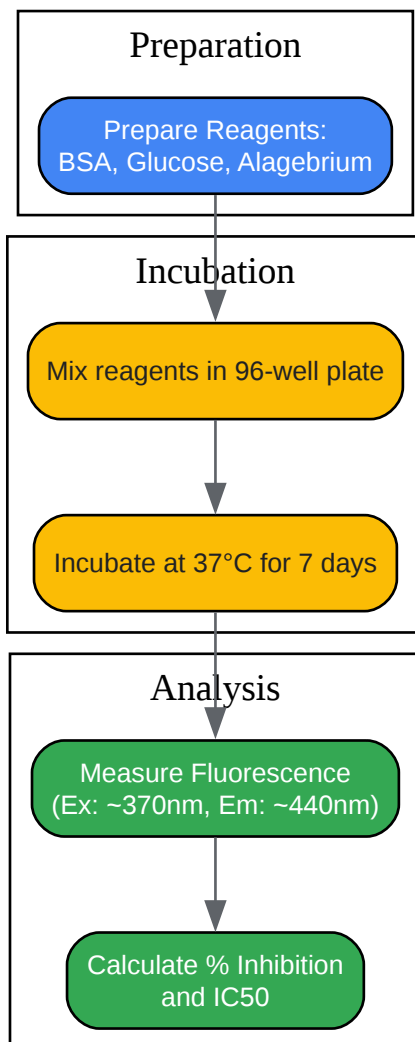 Preparation
Prepare Reagents:
BSA, Glucose, Alagebrium
Incubation
Mix reagents in 96-well plate
Incubate at 37°C for 7 days
Analysis
Measure Fluorescence
(Ex: ~370nm, Em: ~440nm)
Calculate % Inhibition
and IC50